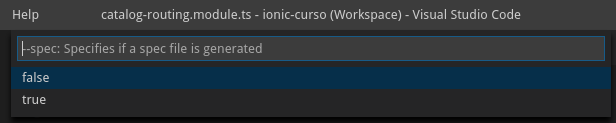 Help catalog-routing.module.ts - ionic-curso (Workspace) - Visual Studio Code
--spec: Specifies if a spec file is generated
false
true